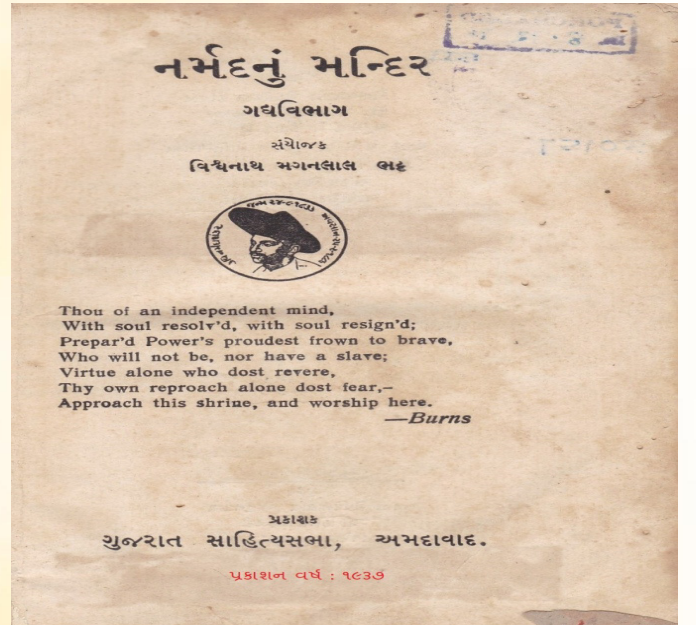 નર્મદનું મન્દિર
ગદ્યવિભાગ
સંયોજક
વિશ્વનાથ મગનલાલ ભટ્ટ
Thou of an independent mind,
With soul resolv'd, with soul resign'd;
Prepar'd Power's proudest frown to brave,
Who will not be, nor have a slave;
Virtue alone who dost revere,
Thy own reproach alone dost fear,—
Approach this shrine, and worship here.
—Burns
પ્રકાશક
ગુજરાત સાહિત્યસભા, અમદાવાદ.
પ્રકાશન વર્ષ : ૧૯૩૭